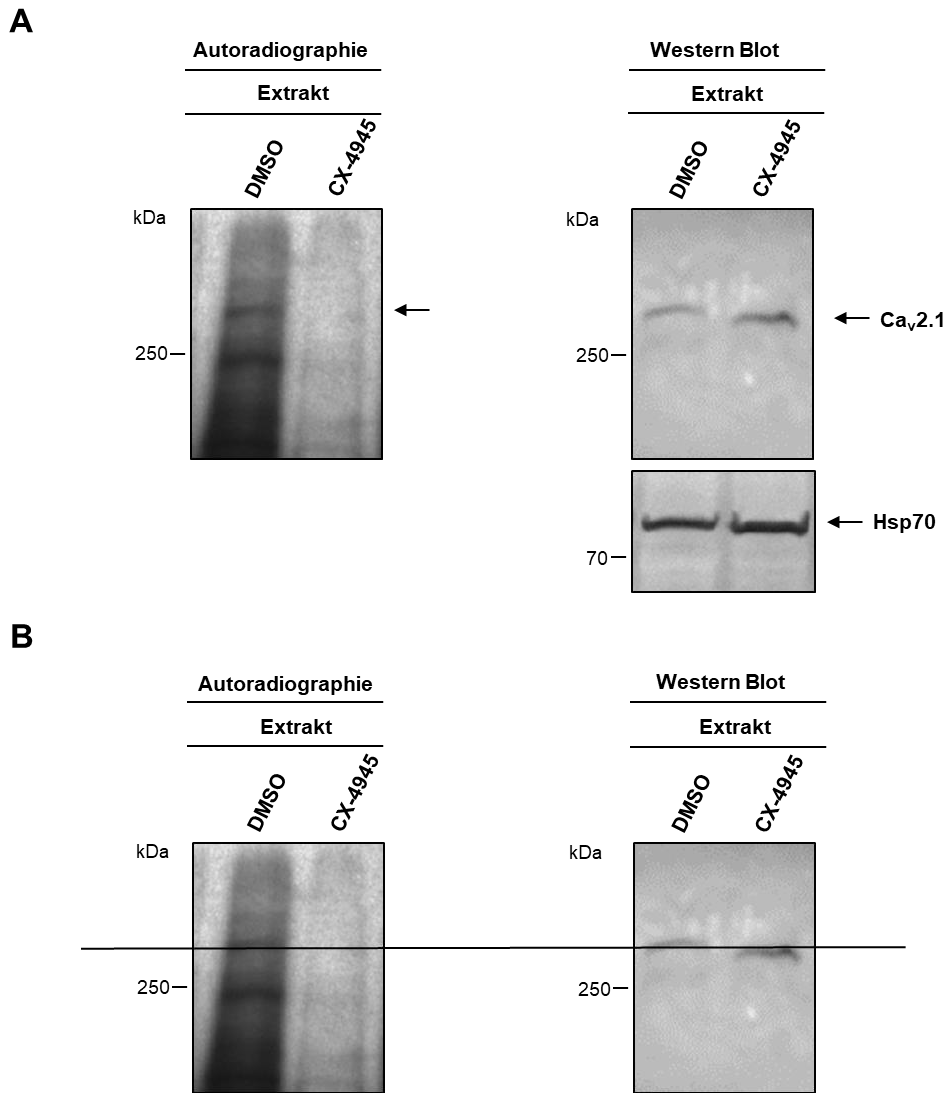 A
Autoradiographie
Extrakt
DMSO
CX-4945
kDa
250
Western Blot
Extrakt
DMSO
CX-4945
kDa
250
Cav2.1
Hsp70
70
B
Autoradiographie
Extrakt
DMSO
CX-4945
kDa
250
Western Blot
Extrakt
DMSO
CX-4945
kDa
250